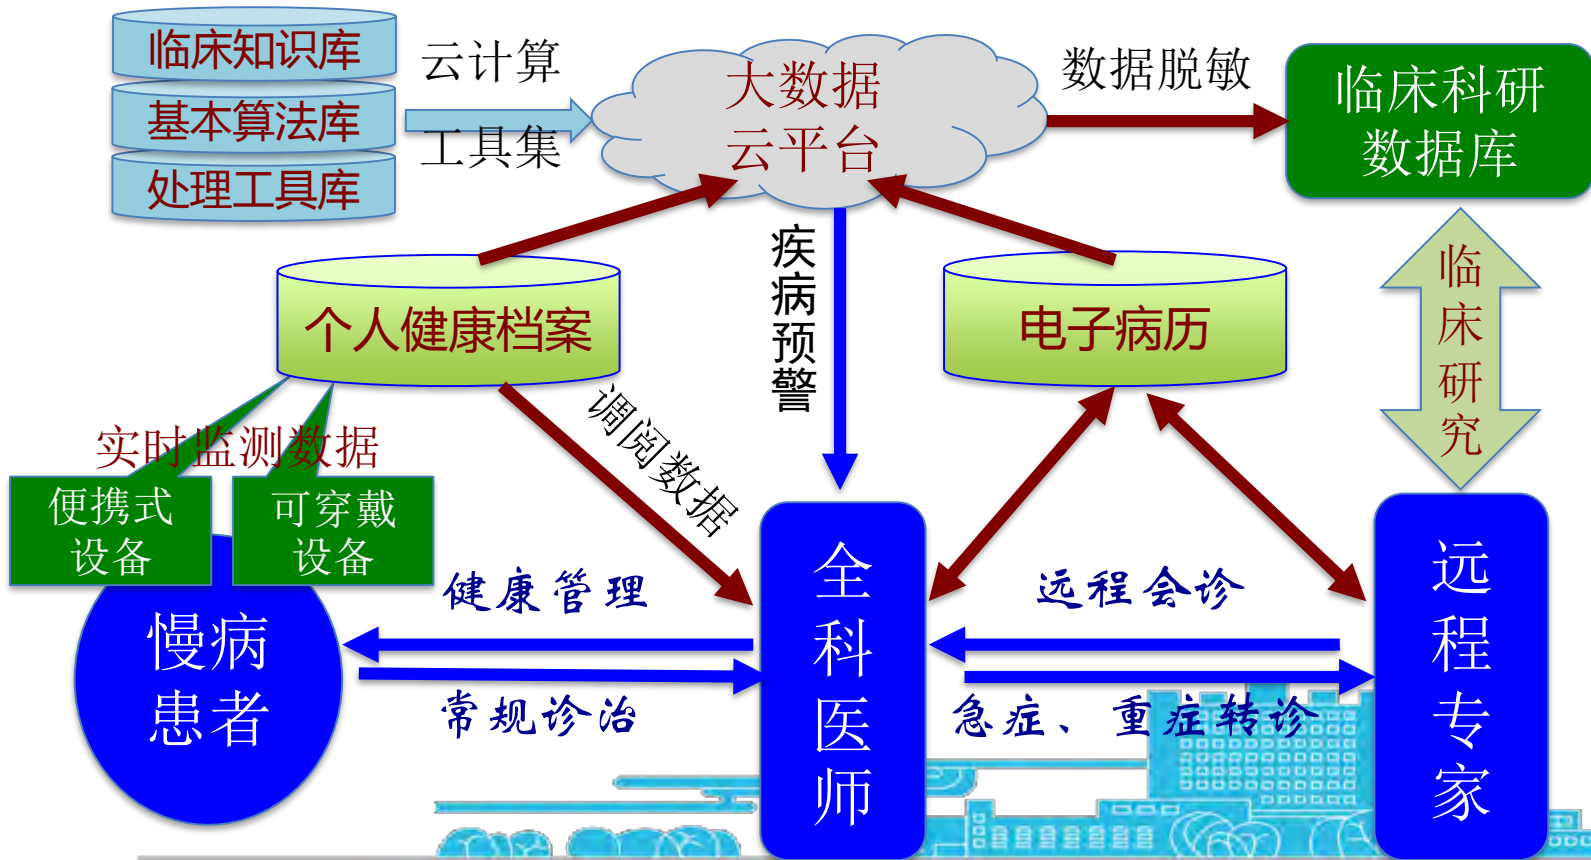 临床知识库
基本算法库
处理工具库
云计算
工具集
大数据
云平台
数据脱敏
临床科研
数据库
个人健康档案
疾病预警
电子病历
临床研究
实时监测数据
调阅数据
便携式
设备
可穿戴
设备
慢病
患者
健康管理
常规诊治
全科医师
远程会诊
急症、重症转诊
远程专家